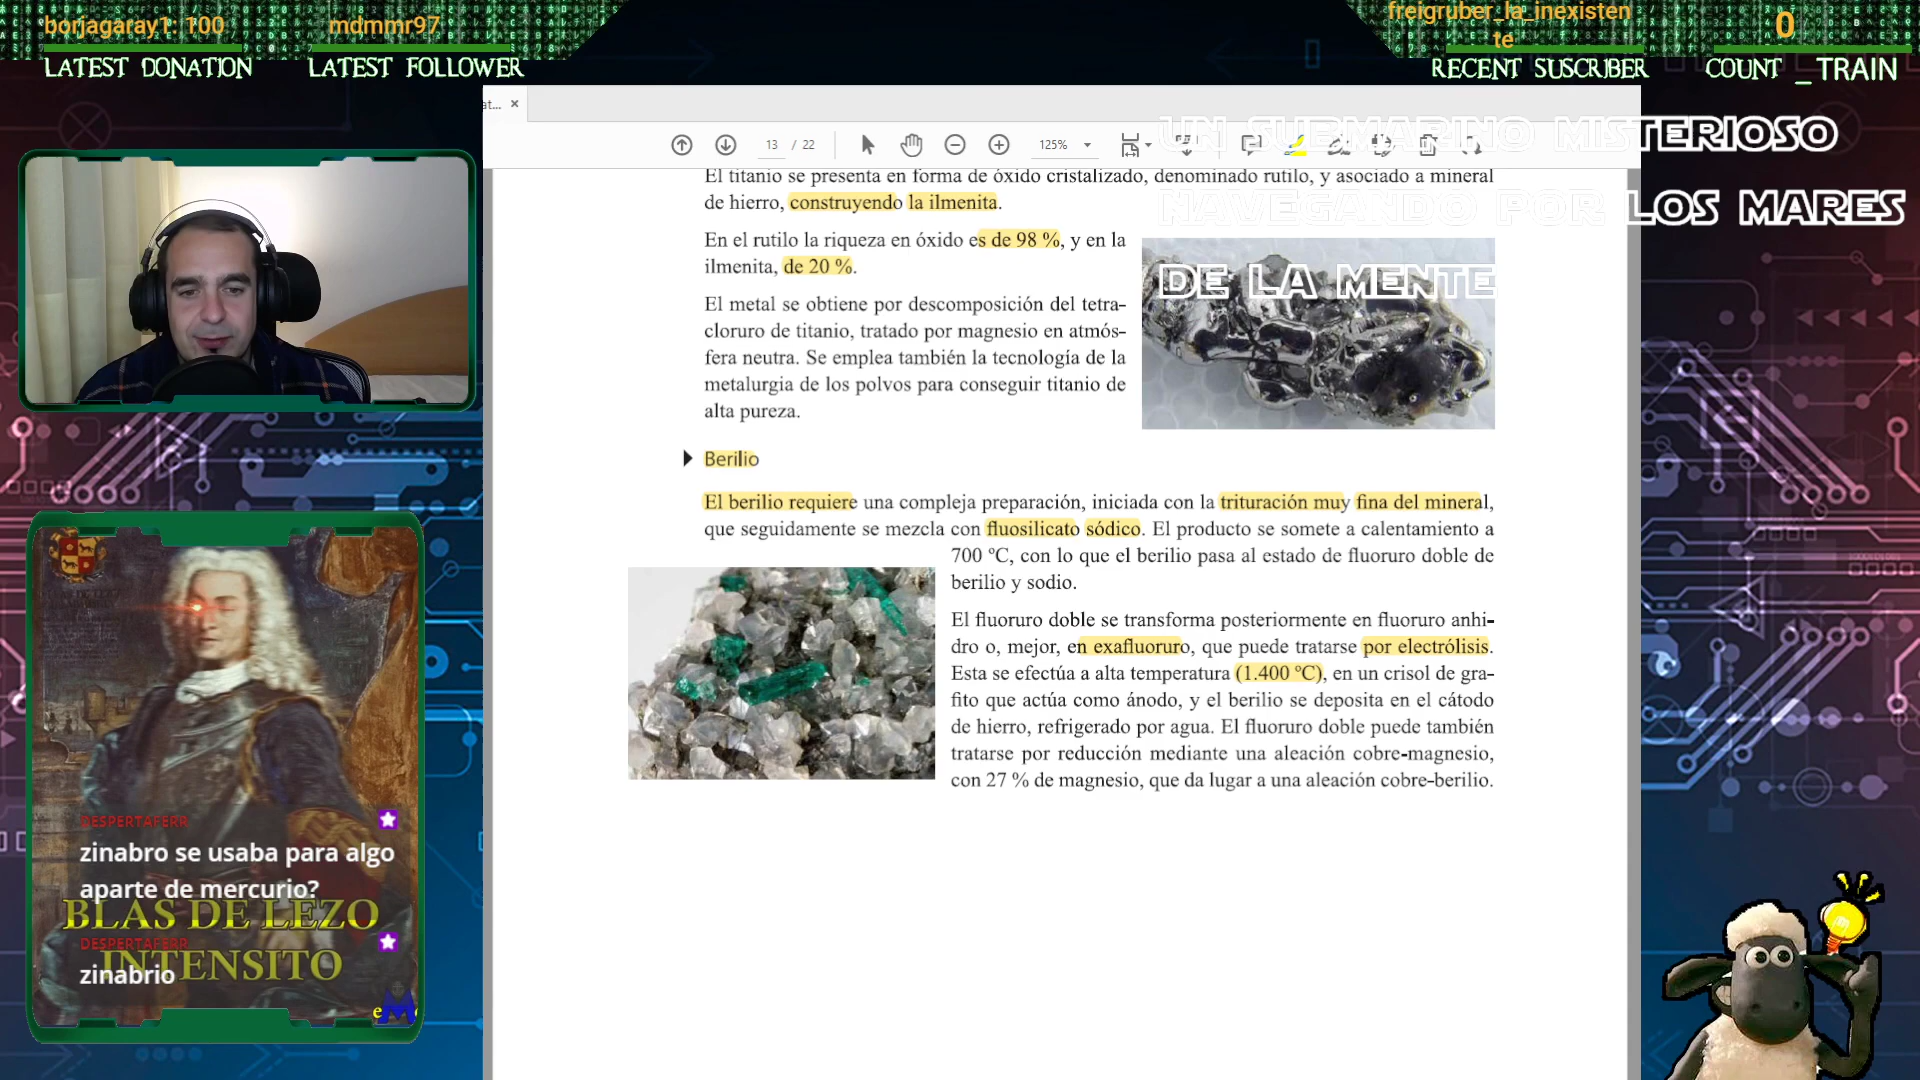 borjagaray1: 100
LATEST DONATION
mdmmr97
LATEST FOLLOWER
freigruber_la_inexisten
te
RECENT SUSCRIBER
0
COUNT _TRAIN
at... ×
13 / 22
125%
UN SUBMARINO MISTERIOSO
NAVEGANDO POR LOS MARES
DE LA MENTE
El titanio se presenta en forma de óxido cristalizado, denominado rutilo, y asociado a mineral
de hierro, construyendo la ilmenita.
En el rutilo la riqueza en óxido es de 98 %, y en la
ilmenita, de 20 %.
El metal se obtiene por descomposición del tetra-
cloruro de titanio, tratado por magnesio en atmós-
fera neutra. Se emplea también la tecnología de la
metalurgia de los polvos para conseguir titanio de
alta pureza.
Berilio
El berilio requiere una compleja preparación, iniciada con la trituración muy fina del mineral,
que seguidamente se mezcla con fluosilicato sódico. El producto se somete a calentamiento a
700 ºC, con lo que el berilio pasa al estado de fluoruro doble de
berilio y sodio.
El fluoruro doble se transforma posteriormente en fluoruro anhi-
dro o, mejor, en exafluoruro, que puede tratarse por electrólisis.
Esta se efectúa a alta temperatura (1.400 ºC), en un crisol de gra-
fito que actúa como ánodo, y el berilio se deposita en el cátodo
de hierro, refrigerado por agua. El fluoruro doble puede también
tratarse por reducción mediante una aleación cobre-magnesio,
con 27 % de magnesio, que da lugar a una aleación cobre-berilio.
DESPERTAFERR
zinabro se usaba para algo
aparte de mercurio?
BLAS DE LEZO
DESPERTAFERR
INTENSITO
zinabrio